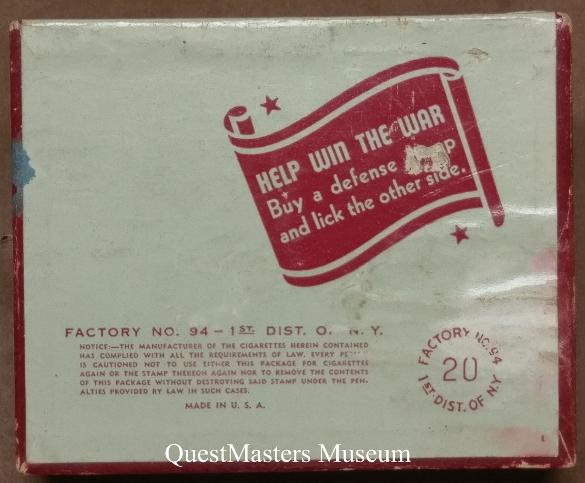 HELP WIN THE WAR
Buy a defense
and lick the other side.
FACTORY NO. 94 – 1ST. DIST. O. N. Y.
NOTICE:—THE MANUFACTURER OF THE CIGARETTES HEREIN CONTAINED
HAS COMPLIED WITH ALL THE REQUIREMENTS OF LAW. EVERY
IS CAUTIONED NOT TO USE EITHER THIS PACKAGE FOR CIGARETTES
AGAIN OR THE STAMP THEREON AGAIN NOR TO REMOVE THE CONTENTS
OF THIS PACKAGE WITHOUT DESTROYING SAID STAMP UNDER THE PEN-
ALTIES PROVIDED BY LAW IN SUCH CASES.
MADE IN U. S. A.
FACTORY NO. 94
20
1ST DIST. OF N.Y.
QuestMasters Museum